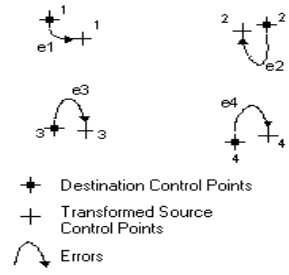 1 1
e1
2 2
e2
e3
3 3
e4
4 4
Destination Control Points
Transformed Source
Control Points
Errors